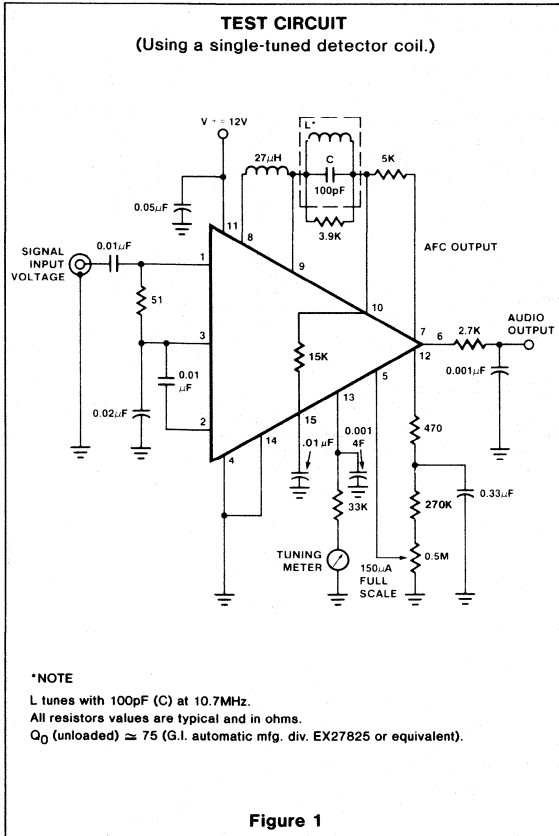 TEST CIRCUIT
(Using a single-tuned detector coil.)
V = 12V
L*
27μH
C
100pF
5K
0.05μF
3.9K
11
8
9
AFC OUTPUT
SIGNAL
INPUT
VOLTAGE
0.01μF
1
10
51
AUDIO
OUTPUT
7
6
2.7K
3
12
0.01
μF
15K
5
0.001μF
13
0.02μF
2
15
470
14
.01μF
0.001
4F
4
33K
270K
0.33μF
TUNING
METER
150μA
FULL
SCALE
0.5M
*NOTE
L tunes with 100pF (C) at 10.7MHz.
All resistors values are typical and in ohms.
Q0 (unloaded) ≃ 75 (G.I. automatic mfg. div. EX27825 or equivalent).
Figure 1